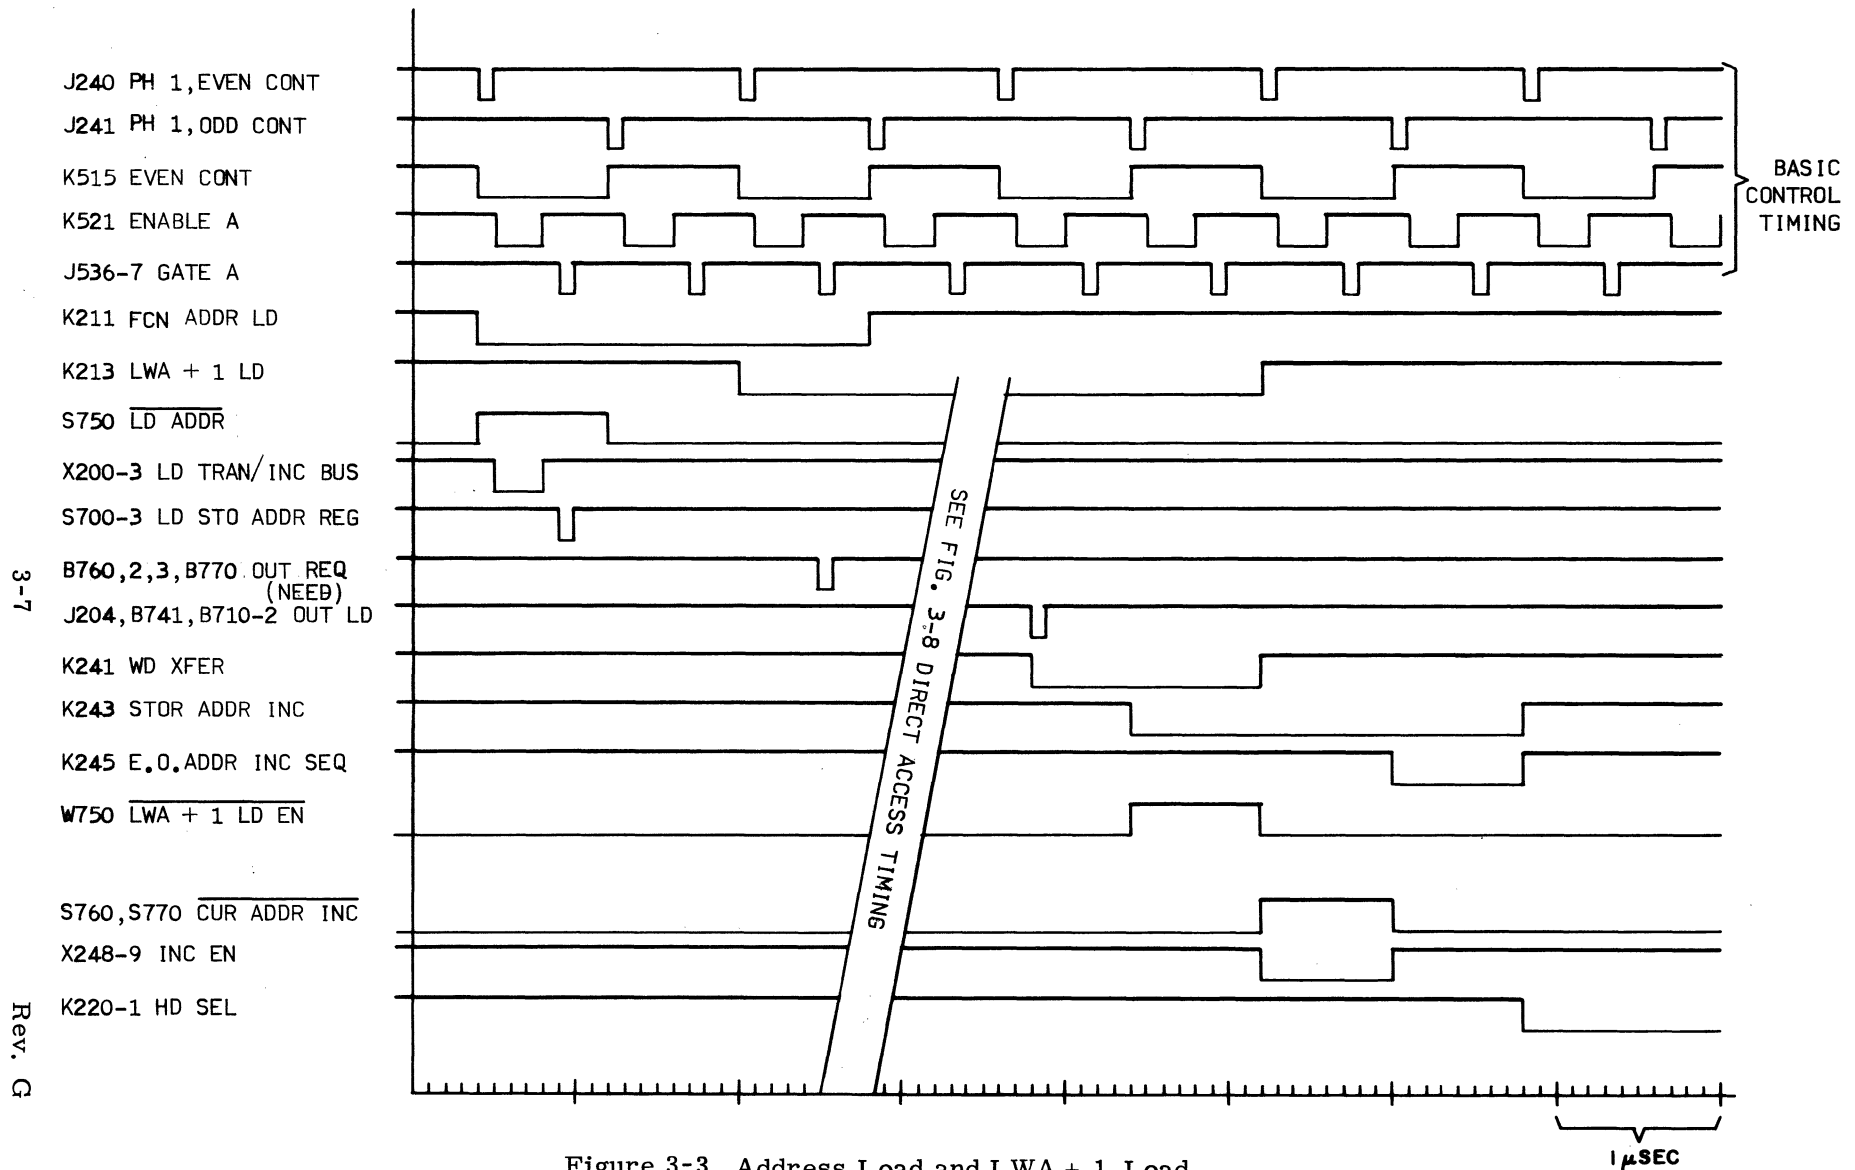 J240 PH 1,EVEN CONT
J241 PH 1,ODD CONT
K515 EVEN CONT
K521 ENABLE A
J536-7 GATE A
BASIC
CONTROL
TIMING
K211 FCN ADDR LD
K213 LWA + 1 LD
S750 LD ADDR
X200-3 LD TRAN/INC BUS
S700-3 LD STO ADDR REG
B760,2,3,B770 OUT REQ
(NEED)
J204,B741,B710-2 OUT LD
K241 WD XFER
K243 STOR ADDR INC
K245 E.O.ADDR INC SEQ
W750 LWA + 1 LD EN
S760,S770 CUR ADDR INC
X248-9 INC EN
K220-1 HD SEL
SEE FIG. 3-8 DIRECT ACCESS TIMING
1 μSEC
Figure 3-3 Address Load and LWA + 1 Load
3-7
Rev. G